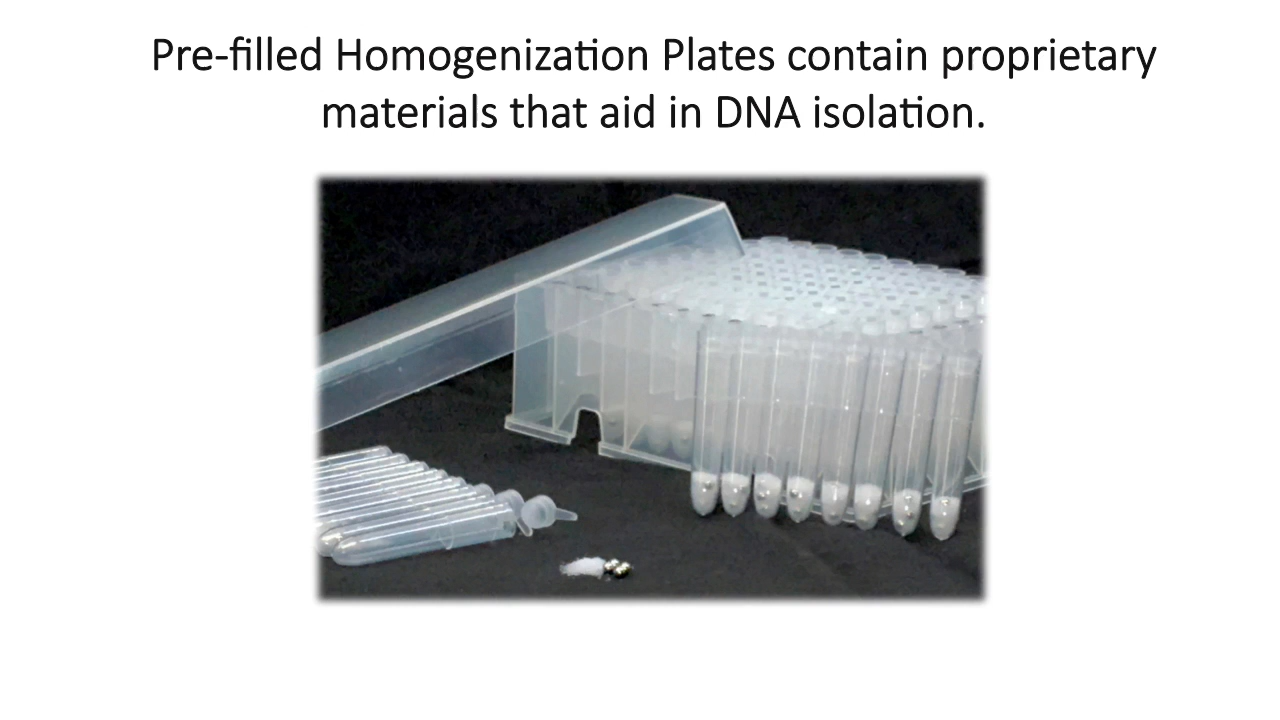 Pre-filled Homogenization Plates contain proprietary
materials that aid in DNA isolation.